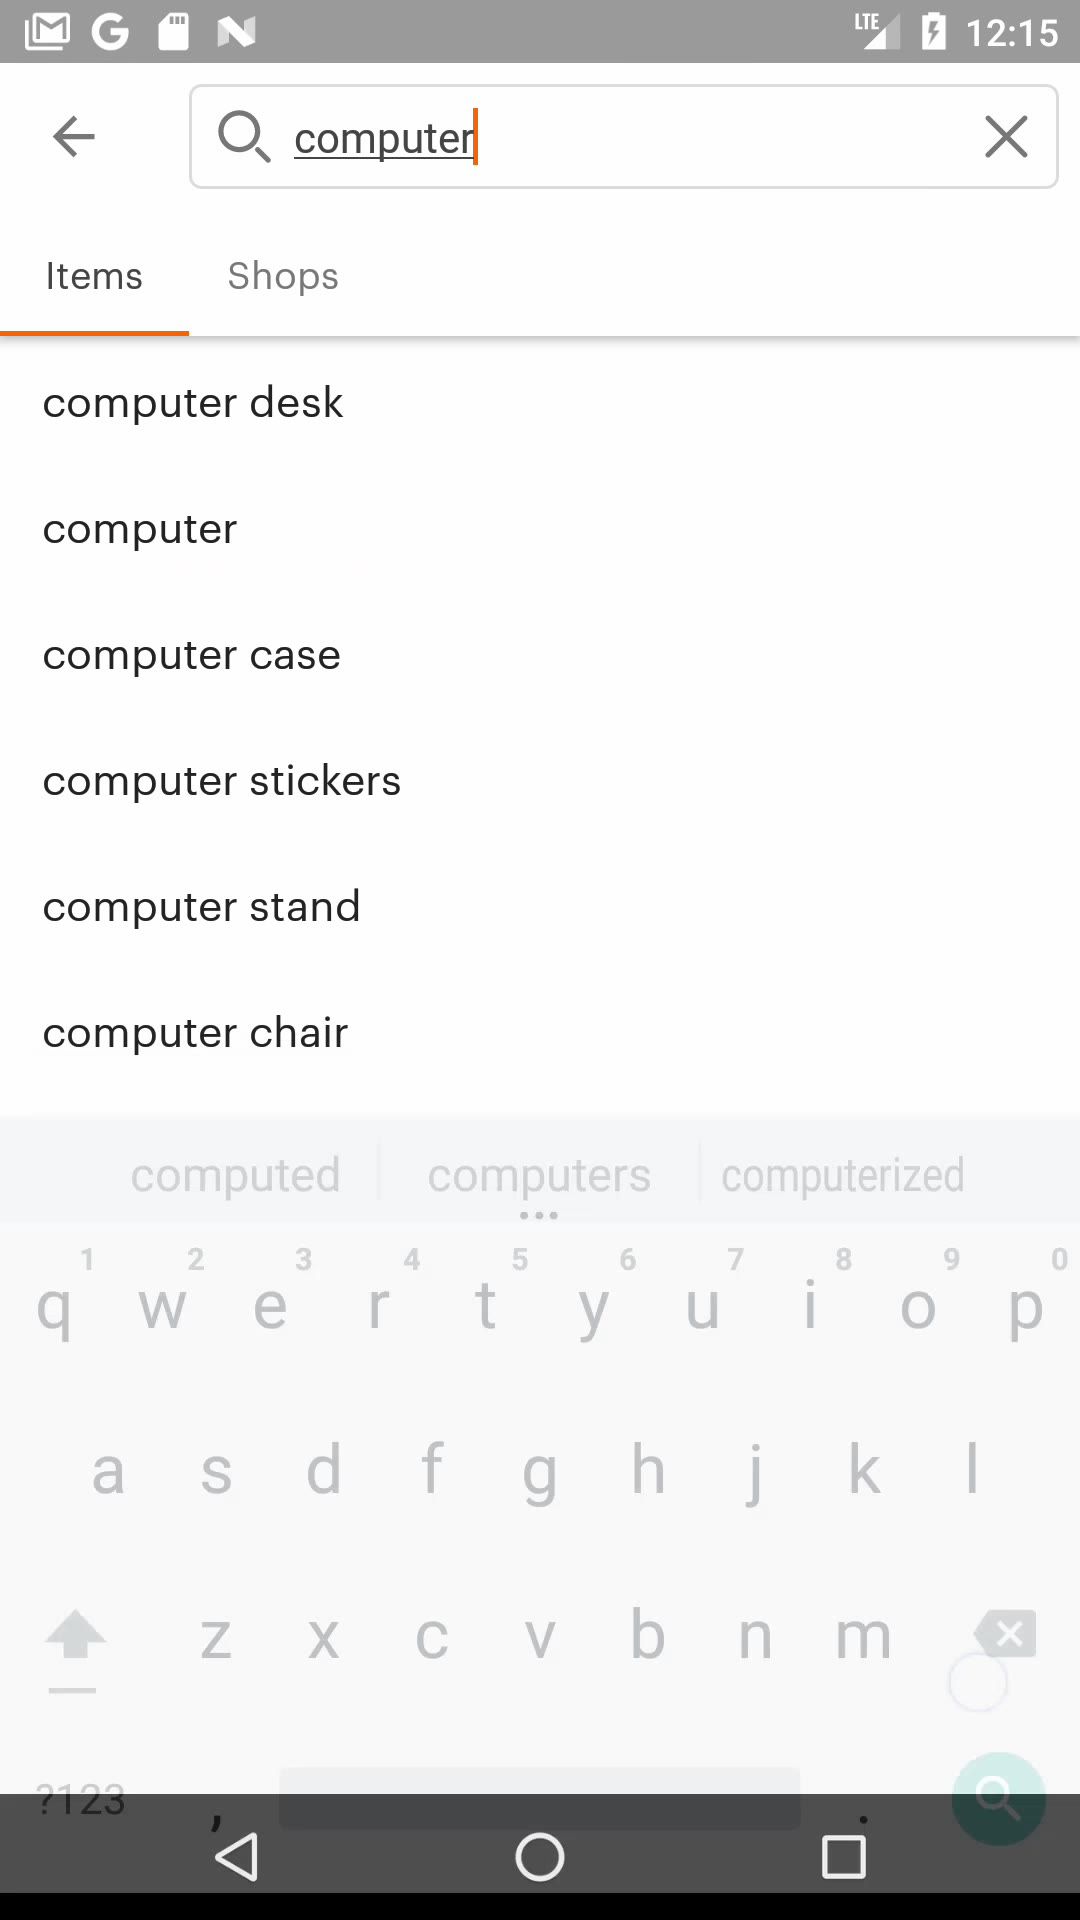 LTE 12:15
computer
Items Shops
computer desk
computer
computer case
computer stickers
computer stand
computer chair
computed computers computerized
1 2 3 4 5 6 7 8 9 0
q w e r t y u i o p
a s d f g h j k l
z x c v b n m
?123 , .